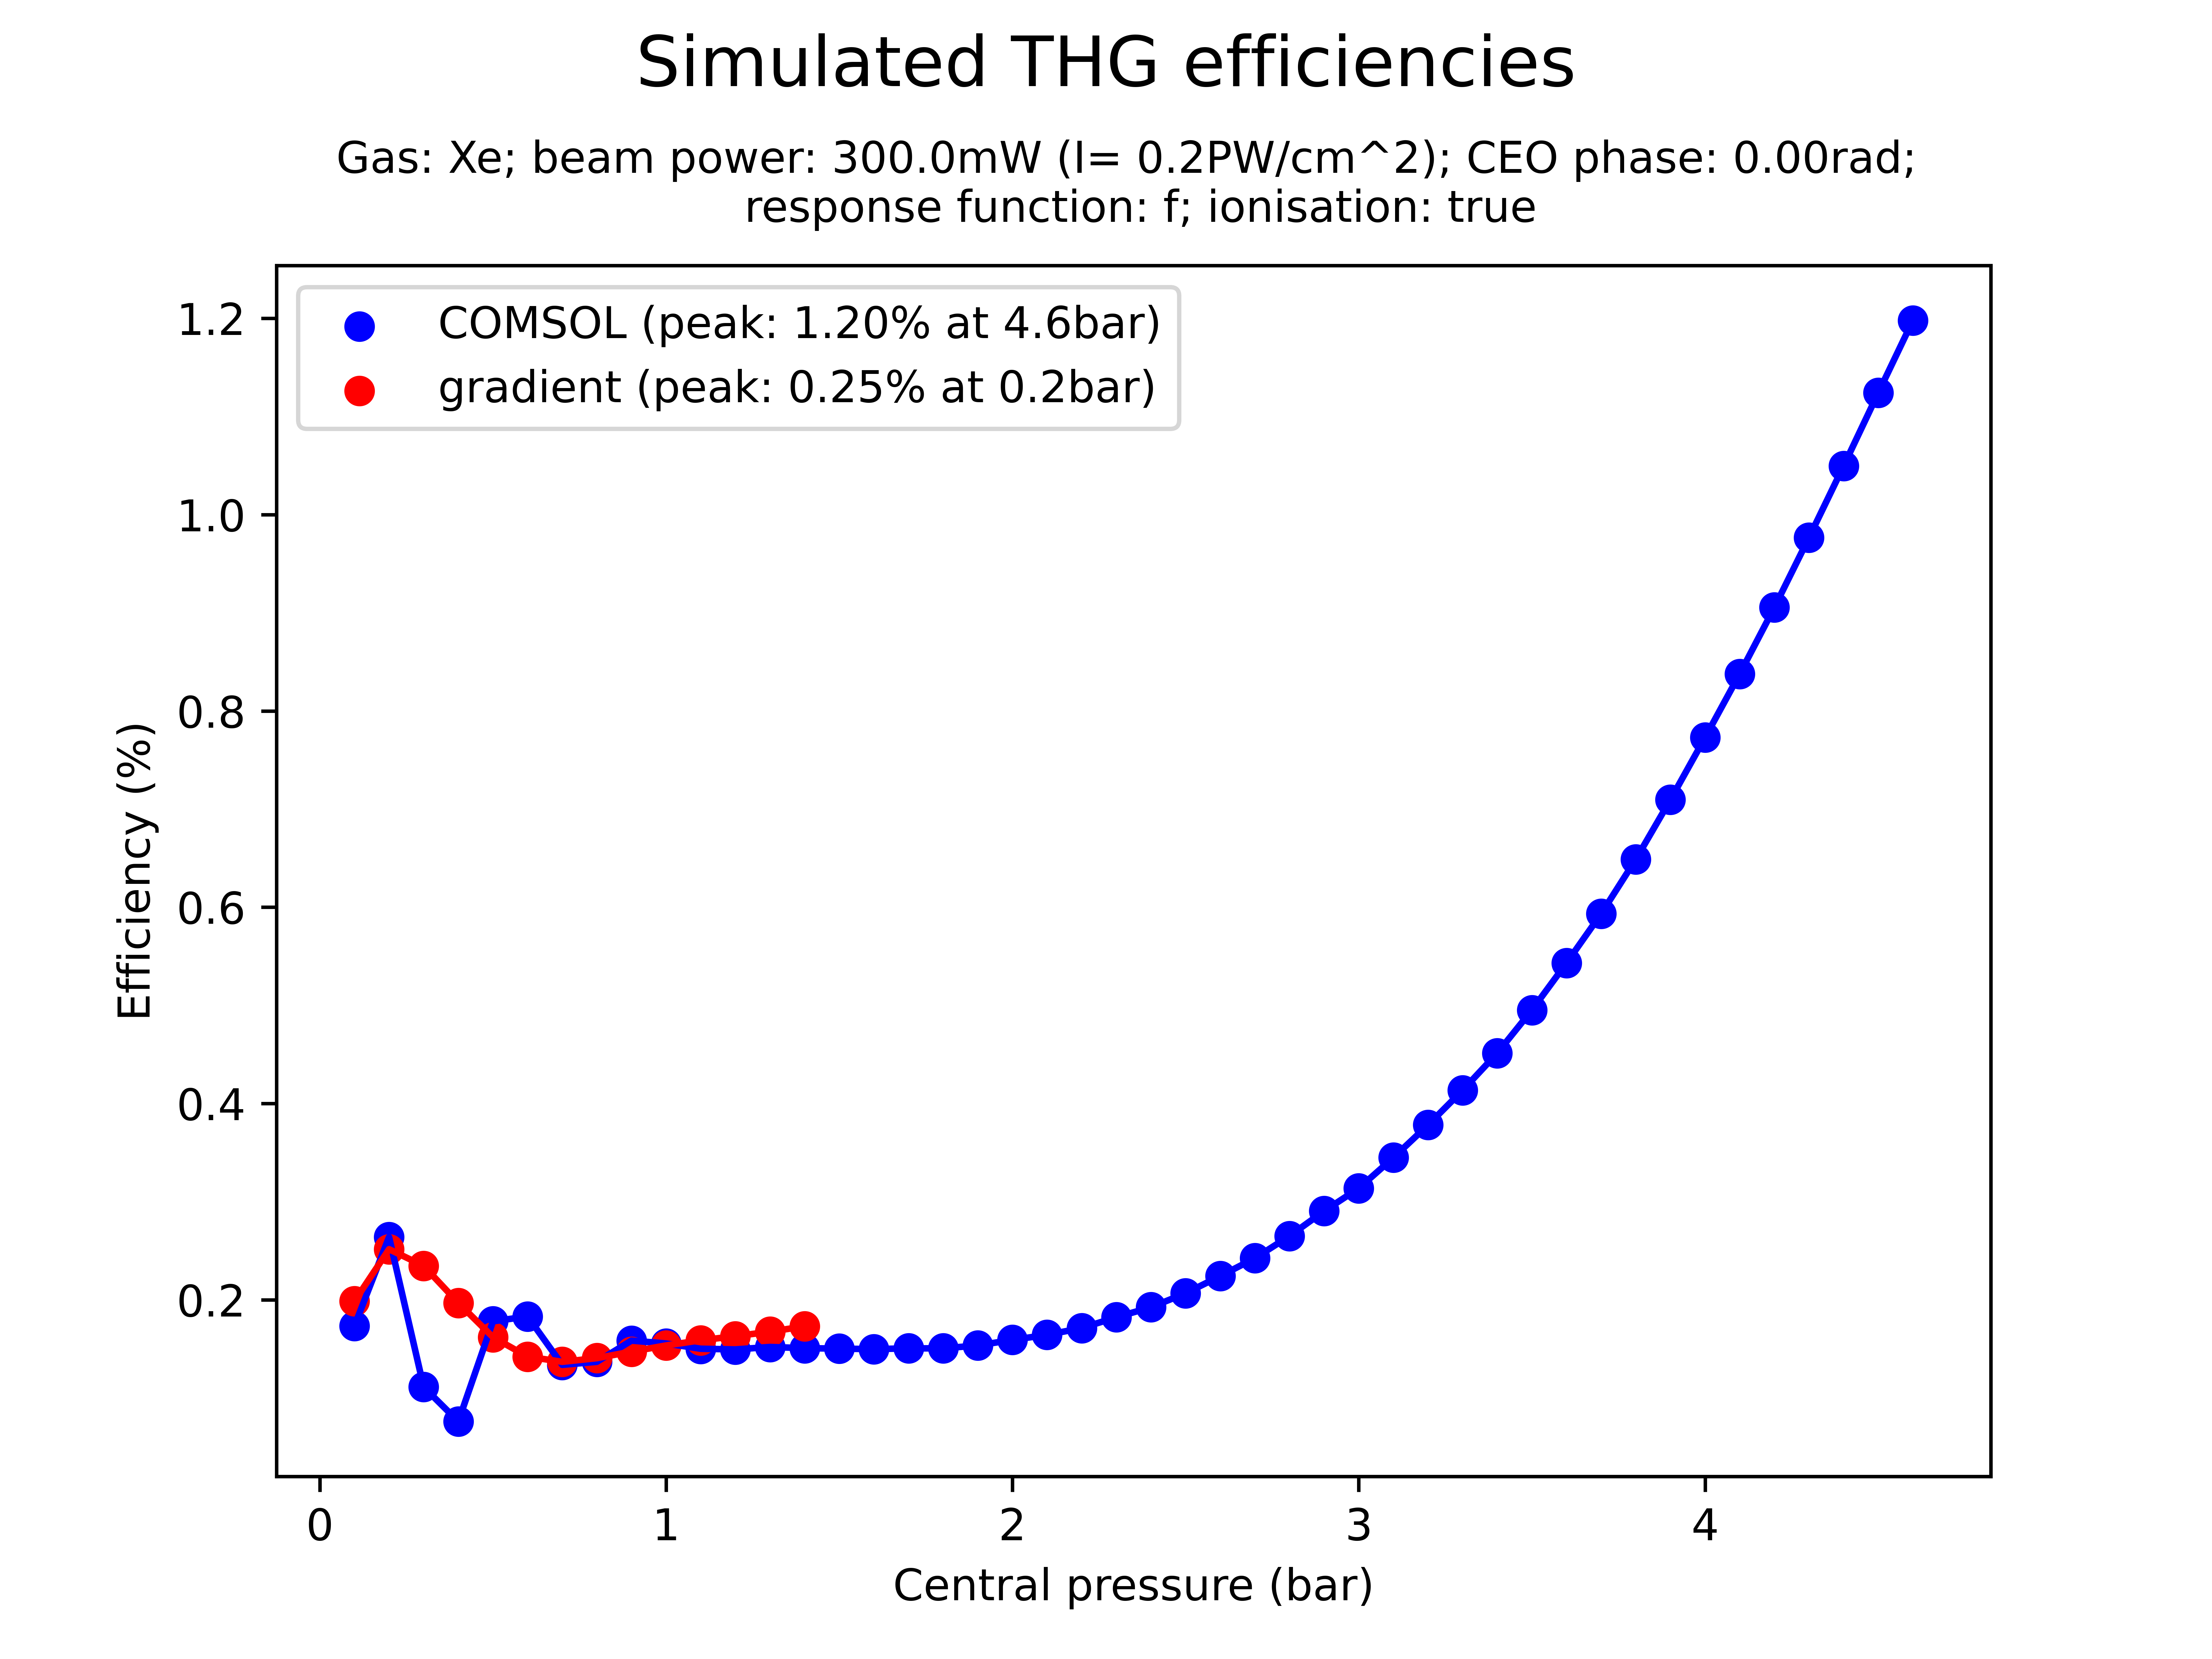 Simulated THG efficiencies
Gas: Xe; beam power: 300.0mW (I= 0.2PW/cm^2); CEO phase: 0.00rad;
response function: f; ionisation: true
COMSOL (peak: 1.20% at 4.6bar)
gradient (peak: 0.25% at 0.2bar)
1.2
1.0
0.8
0.6
0.4
0.2
Efficiency (%)
0 1 2 3 4
Central pressure (bar)